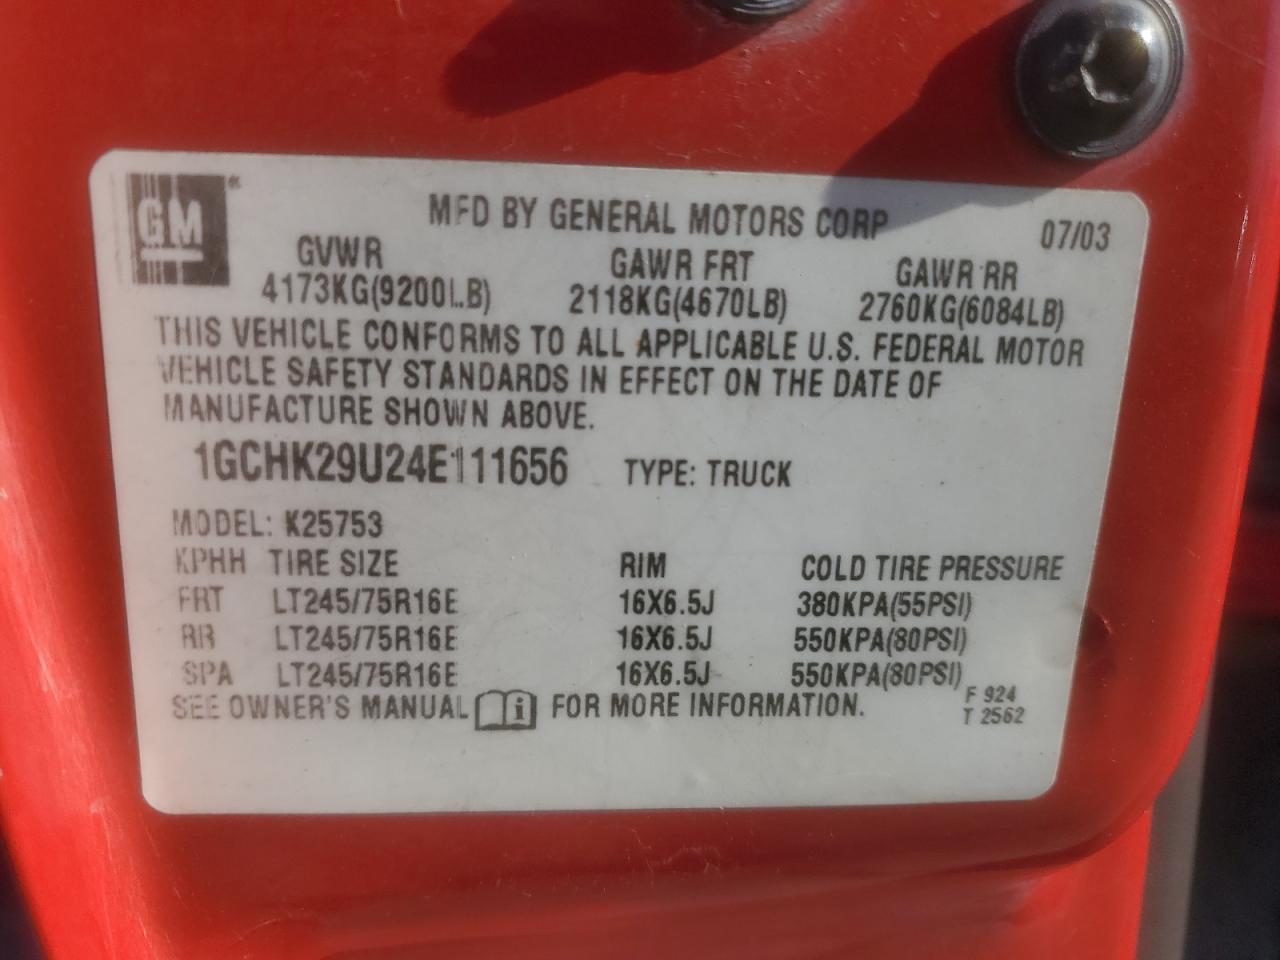 GM
MFD BY GENERAL MOTORS CORP 07/03
GVWR GAWR FRT GAWR RR
4173KG(9200LB) 2118KG(4670LB) 2760KG(6084LB)
THIS VEHICLE CONFORMS TO ALL APPLICABLE U.S. FEDERAL MOTOR
VEHICLE SAFETY STANDARDS IN EFFECT ON THE DATE OF
MANUFACTURE SHOWN ABOVE.
1GCHK29U24E111656 TYPE: TRUCK
MODEL: K25753
KPHH TIRE SIZE RIM COLD TIRE PRESSURE
FRT LT245/75R16E 16X6.5J 380KPA(55PSI)
RR LT245/75R16E 16X6.5J 550KPA(80PSI)
SPA LT245/75R16E 16X6.5J 550KPA(80PSI)
SEE OWNER'S MANUAL i FOR MORE INFORMATION.
F 924
T 2562